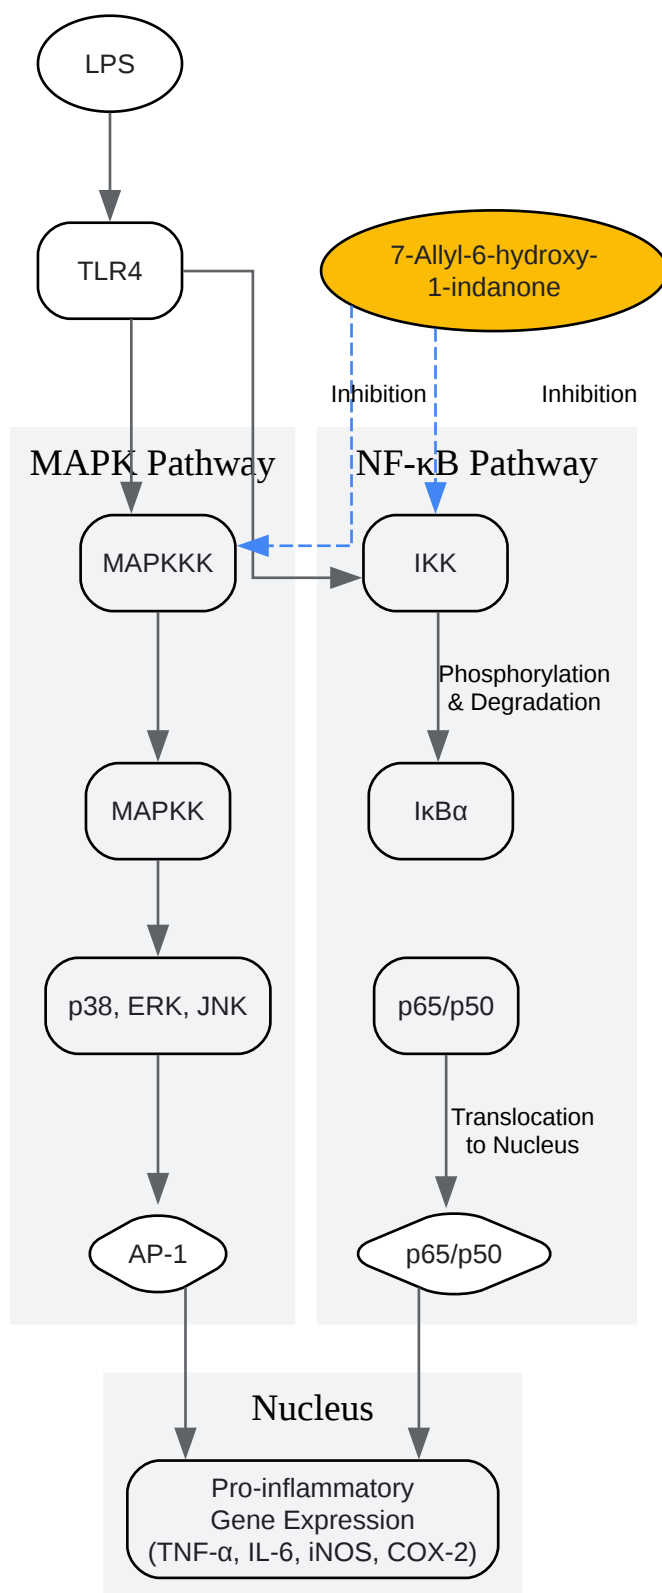 LPS
TLR4
7-Allyl-6-hydroxy-
1-indanone
Inhibition
Inhibition
MAPK Pathway
NF-κB Pathway
MAPKKK
IKK
Phosphorylation
& Degradation
MAPKK
IκBα
p38, ERK, JNK
p65/p50
Translocation
to Nucleus
AP-1
p65/p50
Nucleus
Pro-inflammatory
Gene Expression
(TNF-α, IL-6, iNOS, COX-2)